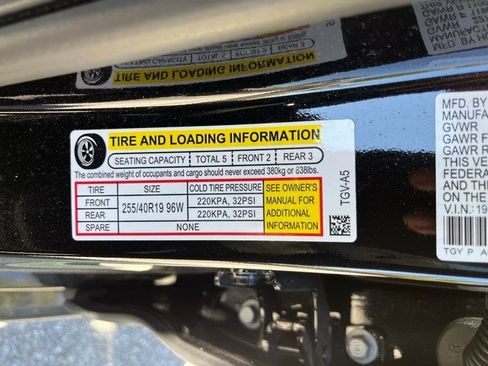 TIRE AND LOADING INFORMATION
SEATING CAPACITY TOTAL 5 FRONT 2 REAR 3
The combined weight of occupants and cargo should never exceed 380kg or 838lbs.
TIRE SIZE COLD TIRE PRESSURE
FRONT 255/40R19 96W 220KPA, 32PSI
REAR 220KPA, 32PSI
SPARE NONE
SEE OWNER'S
MANUAL FOR
ADDITIONAL
INFORMATION
TGV-A5
MFD. BY
MANUFA
GVWR
GAWR F
GAWR R
THIS VE
FEDERA
AND THE
ON THE
V.I.N: 19
TGY P A